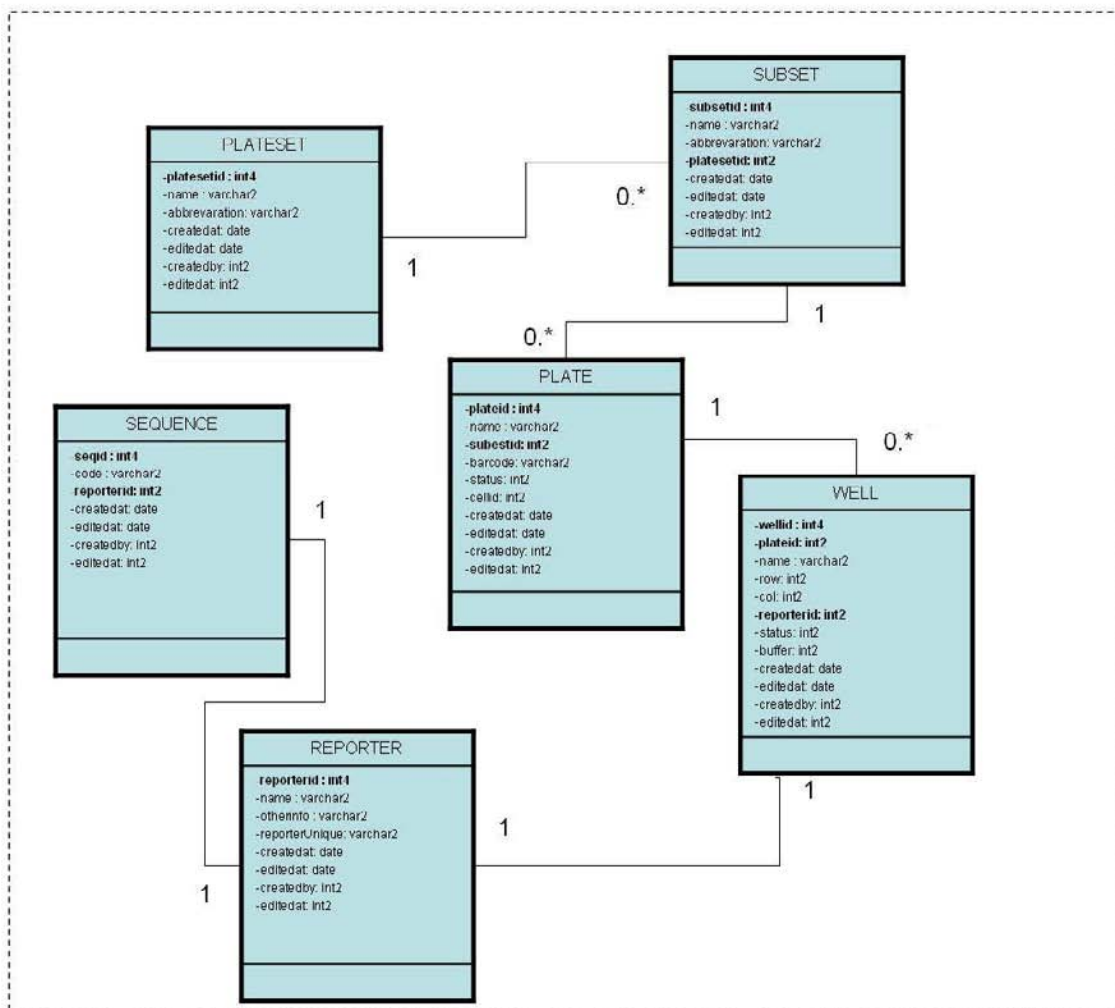 SUBSET
-subsetid : int4
-name : varchar2
-abbrevaration: varchar2
-platesetid: int2
-createdat: date
-editedat: date
-createdby: int2
-editedat: int2
0.*
1
PLATESET
-platesetid : int4
-name : varchar2
-abbrevaration: varchar2
-createdat: date
-editedat: date
-createdby: int2
-editedat: int2
1
0.*
PLATE
-plateid : int4
-name : varchar2
-subestid: int2
-barcode: varchar2
-status: int2
-cellid: int2
-createdat: date
-editedat: date
-createdby: int2
-editedat: int2
1
0.*
SEQUENCE
-seqid : int4
-code : varchar2
-reporterid: int2
-createdat: date
-editedat: date
-createdby: int2
-editedat: int2
1
WELL
-wellid : int4
-plateid: int2
-name : varchar2
-row: int2
-col: int2
-reporterid: int2
-status: int2
-buffer: int2
-createdat: date
-editedat: date
-createdby: int2
-editedat: int2
1
REPORTER
-reporterid : int4
-name : varchar2
-otherinfo : varchar2
-reporterUnique: varchar2
-createdat: date
-editedat: date
-createdby: int2
-editedat: int2
1
1